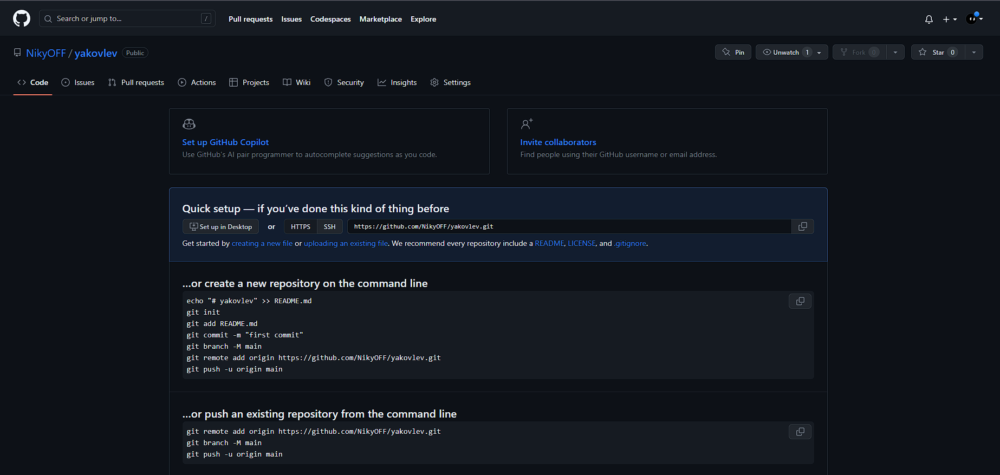 Search or jump to... /
Pull requests Issues Codespaces Marketplace Explore
NikyOFF / yakovlev Public
Pin Unwatch 1 Fork 0 Star 0
Code Issues Pull requests Actions Projects Wiki Security Insights Settings
Set up GitHub Copilot
Use GitHub's AI pair programmer to autocomplete suggestions as you code.
Invite collaborators
Find people using their GitHub username or email address.
Quick setup — if you’ve done this kind of thing before
Set up in Desktop or HTTPS SSH https://github.com/NikyOFF/yakovlev.git
Get started by creating a new file or uploading an existing file. We recommend every repository include a README, LICENSE, and .gitignore.
…or create a new repository on the command line
echo "# yakovlev" >> README.md
git init
git add README.md
git commit -m "first commit"
git branch -M main
git remote add origin https://github.com/NikyOFF/yakovlev.git
git push -u origin main
…or push an existing repository from the command line
git remote add origin https://github.com/NikyOFF/yakovlev.git
git branch -M main
git push -u origin main